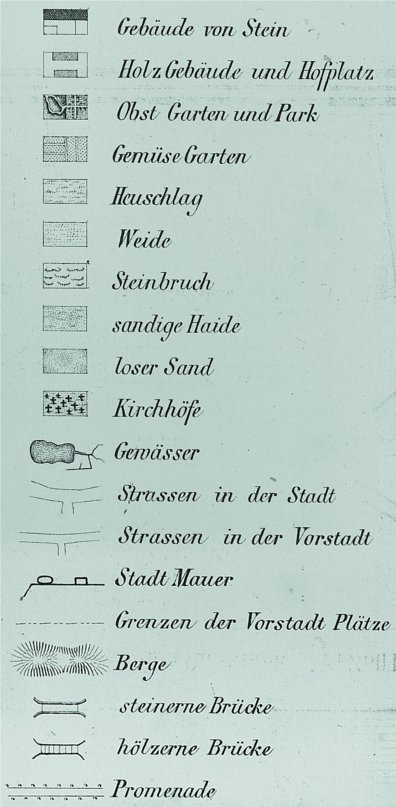 Gebäude von Stein
Holz Gebäude und Hoffplatz
Obst Garten und Park
Gemüse Garten
Heuschlag
Weide
Steinbruch
sandige Haide
loser Sand
Kirchhöfe
Gewässer
Strassen in der Stadt
Strassen in der Vorstadt
Stadt Mauer
Grenzen der Vorstadt Plätze
Berge
steinerne Brücke
hölzerne Brücke
Promenade